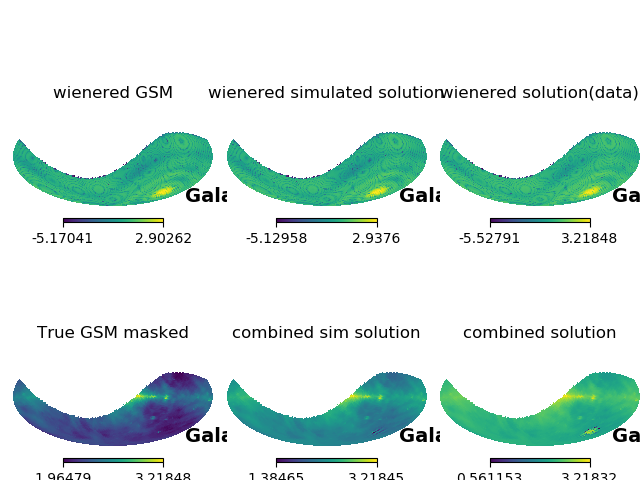 wienered GSM
wienered simulated solution
wienered solution(data)
Gala
Gala
Ga
-5.17041 2.90262
-5.12958 2.9376
-5.52791 3.21848
True GSM masked
combined sim solution
combined solution
Gala
Gala
Ga
1.96479 3.21848
1.38465 3.21845
0.561153 3.21832